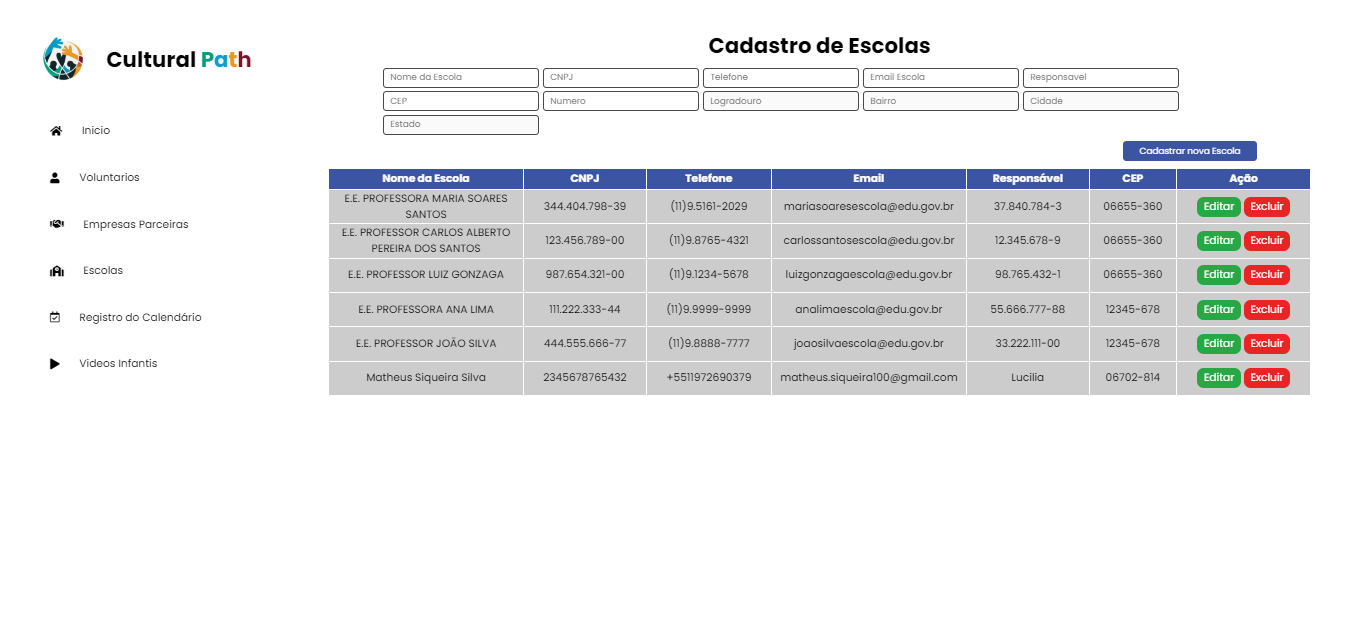 Cultural Path
Inicio
Voluntarios
Empresas Parceiras
Escolas
Registro do Calendário
Videos Infantis
Cadastro de Escolas
Nome da Escola CNPJ Telefone Email Escola Responsavel
CEP Numero Logradouro Bairro Cidade
Estado
Cadastrar nova Escola
Nome da Escola CNPJ Telefone Email Responsável CEP Ação
E.E. PROFESSORA MARIA SOARES
SANTOS 344.404.798-39 (11)9.5161-2029 mariasoaresescola@edu.gov.br 37.840.784-3 06655-360 Editar Excluir
E.E. PROFESSOR CARLOS ALBERTO
PEREIRA DOS SANTOS 123.456.789-00 (11)9.8765-4321 carlossantosescola@edu.gov.br 12.345.678-9 06655-360 Editar Excluir
E.E. PROFESSOR LUIZ GONZAGA 987.654.321-00 (11)9.1234-5678 luizgonzagaescola@edu.gov.br 98.765.432-1 06655-360 Editar Excluir
E.E. PROFESSORA ANA LIMA 111.222.333-44 (11)9.9999-9999 analimaescola@edu.gov.br 55.666.777-88 12345-678 Editar Excluir
E.E. PROFESSOR JOÃO SILVA 444.555.666-77 (11)9.8888-7777 joaosilvaescola@edu.gov.br 33.222.111-00 12345-678 Editar Excluir
Matheus Siqueira Silva 2345678765432 +5511972690379 matheus.siqueira100@gmail.com Lucilia 06702-814 Editar Excluir